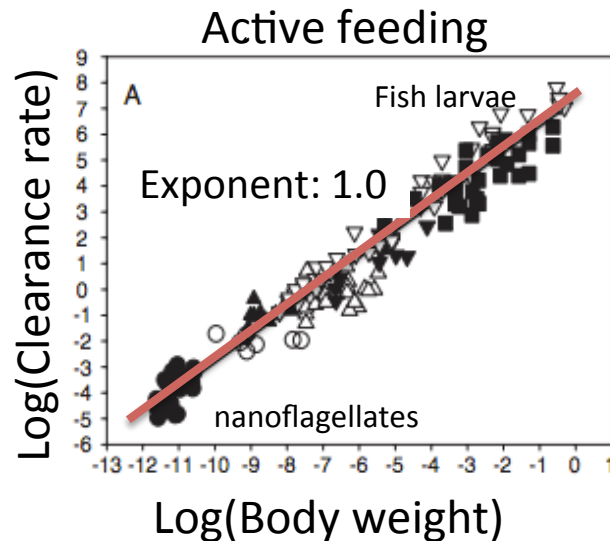 Active feeding
A
Fish larvae
Exponent: 1.0
nanoflagellates
Log(Clearance rate)
9
8
7
6
5
4
3
2
1
0
-1
-2
-3
-4
-5
-6
-13 -12 -11 -10 -9 -8 -7 -6 -5 -4 -3 -2 -1 0 1
Log(Body weight)